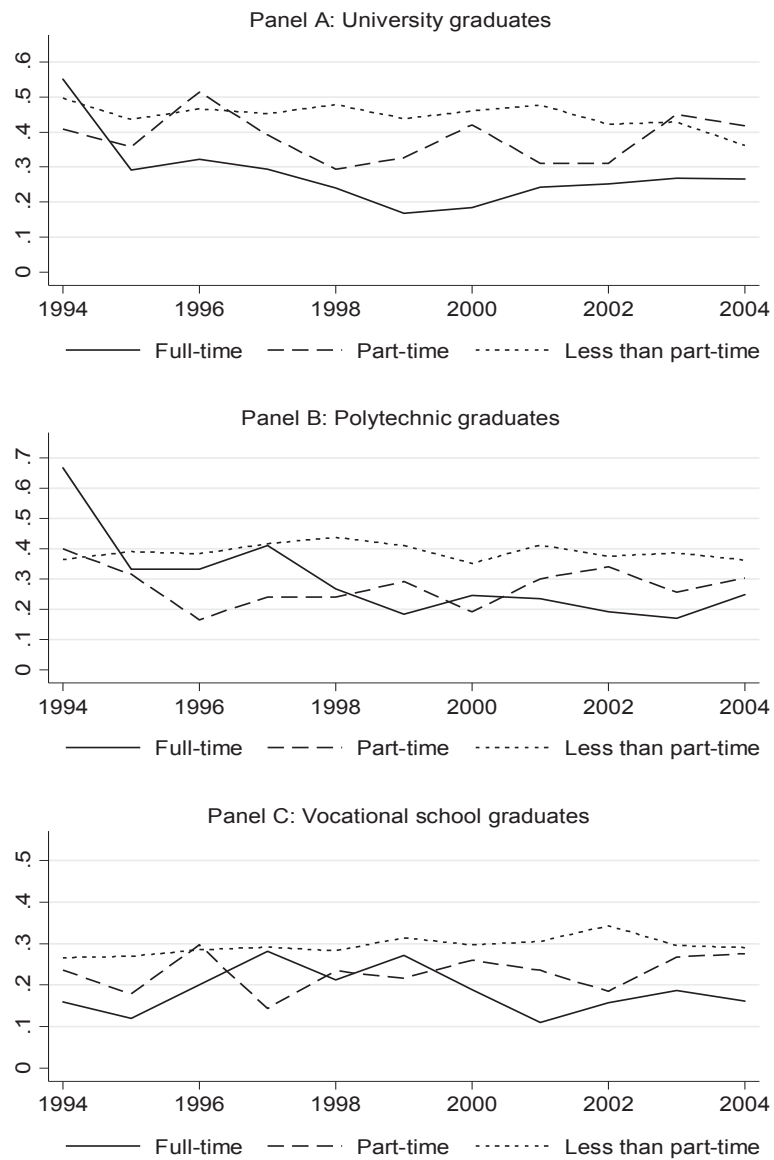 Panel A: University graduates
.6
.5
.4
.3
.2
.1
0
1994 1996 1998 2000 2002 2004
Full-time Part-time Less than part-time
Panel B: Polytechnic graduates
.7
.6
.5
.4
.3
.2
.1
0
1994 1996 1998 2000 2002 2004
Full-time Part-time Less than part-time
Panel C: Vocational school graduates
.5
.4
.3
.2
.1
0
1994 1996 1998 2000 2002 2004
Full-time Part-time Less than part-time